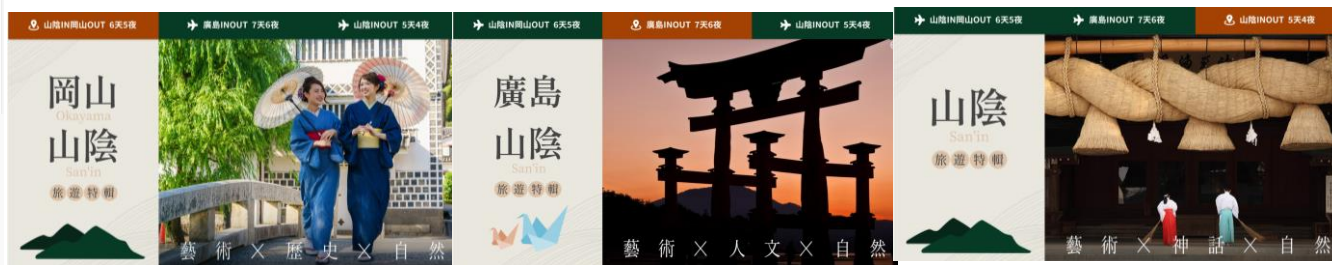 山陰IN岡山OUT 6天5夜
廣島INOUT 7天6夜
山陰INOUT 5天4夜
岡山
Okayama
山陰
San'in
旅遊特輯
藝術×歷史×自然
山陰IN岡山OUT 6天5夜
廣島INOUT 7天6夜
山陰INOUT 5天4夜
廣島
山陰
San'in
旅遊特輯
藝術×人文×自然
山陰IN岡山OUT 6天5夜
廣島INOUT 7天6夜
山陰INOUT 5天4夜
山陰
San'in
旅遊特輯
藝術×神話×自然